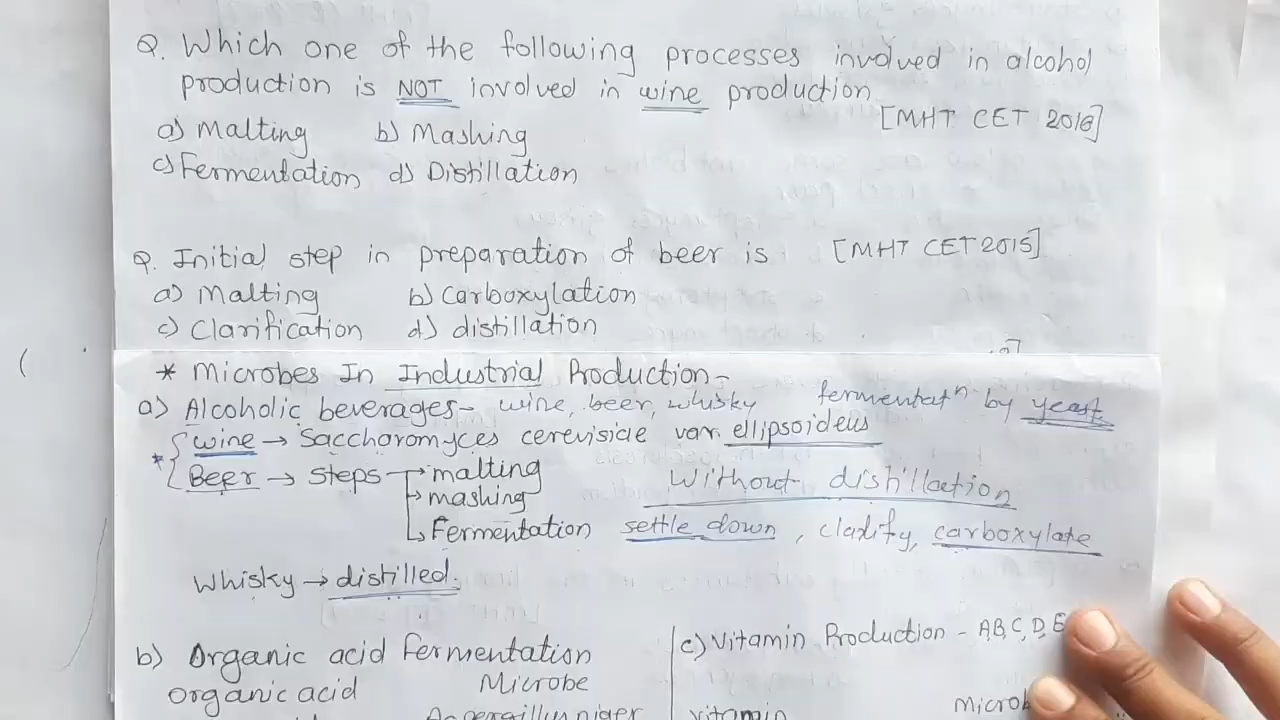 Q. Which one of the following processes involved in alcohol
production is NOT involved in wine production
[MHT CET 2016]
a) Malting b) Mashing
c) Fermentation d) Distillation
Q. Initial step in preparation of beer is [MHT CET 2015]
a) Malting b) Carboxylation
c) Clarification d) distillation
* Microbes In Industrial Production-
a) Alcoholic beverages- wine, beer, whisky fermentatⁿ by yeast
wine → Saccharomyces cerevisiae var. ellipsoideus
* Beer → steps → malting
→ mashing
→ Fermentation
without distillation
settle down, clarify, carboxylate
Whisky → distilled.
b) Organic acid Fermentation
Organic acid Microbe
Aspergillus niger
c) Vitamin Production - A,B,C,D,E
Vitamin